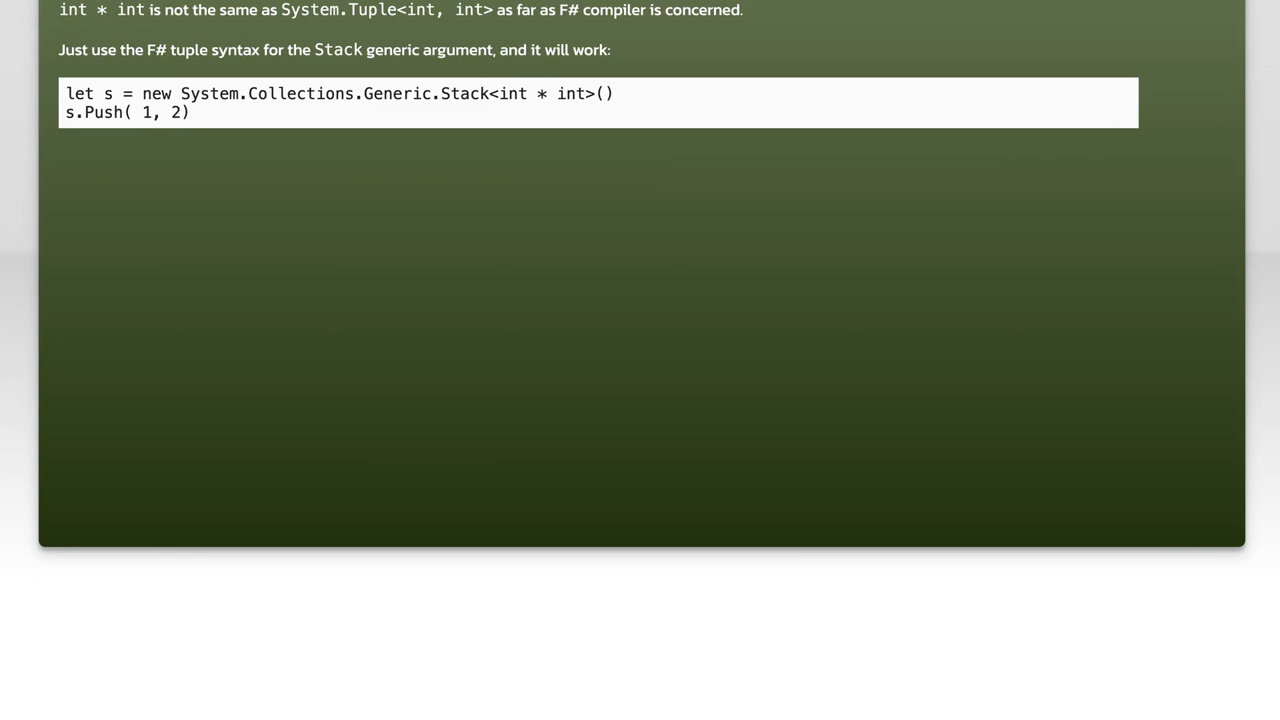 int * int is not the same as System.Tuple<int, int> as far as F# compiler is concerned.
Just use the F# tuple syntax for the Stack generic argument, and it will work:
let s = new System.Collections.Generic.Stack<int * int>()
s.Push( 1, 2)